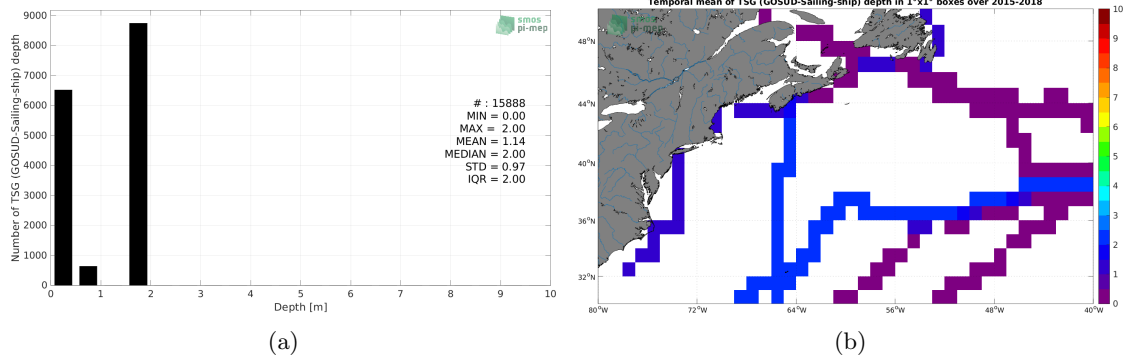 Number of TSG (GOSUD-Sailing-ship) depth
9000
8000
7000
6000
5000
4000
3000
2000
1000
0
0 1 2 3 4 5 6 7 8 9 10
Depth [m]
smos
pi-mep
# : 15888
MIN = 0.00
MAX = 2.00
MEAN = 1.14
MEDIAN = 2.00
STD = 0.97
IQR = 2.00
(a)
Temporal mean of TSG (GOSUD-Sailing-ship) depth in 1°x1° boxes over 2015-2018
smos
pi-mep
48°N
44°N
40°N
36°N
32°N
80°W 72°W 64°W 56°W 48°W 40°W
10
9
8
7
6
5
4
3
2
1
0
(b)